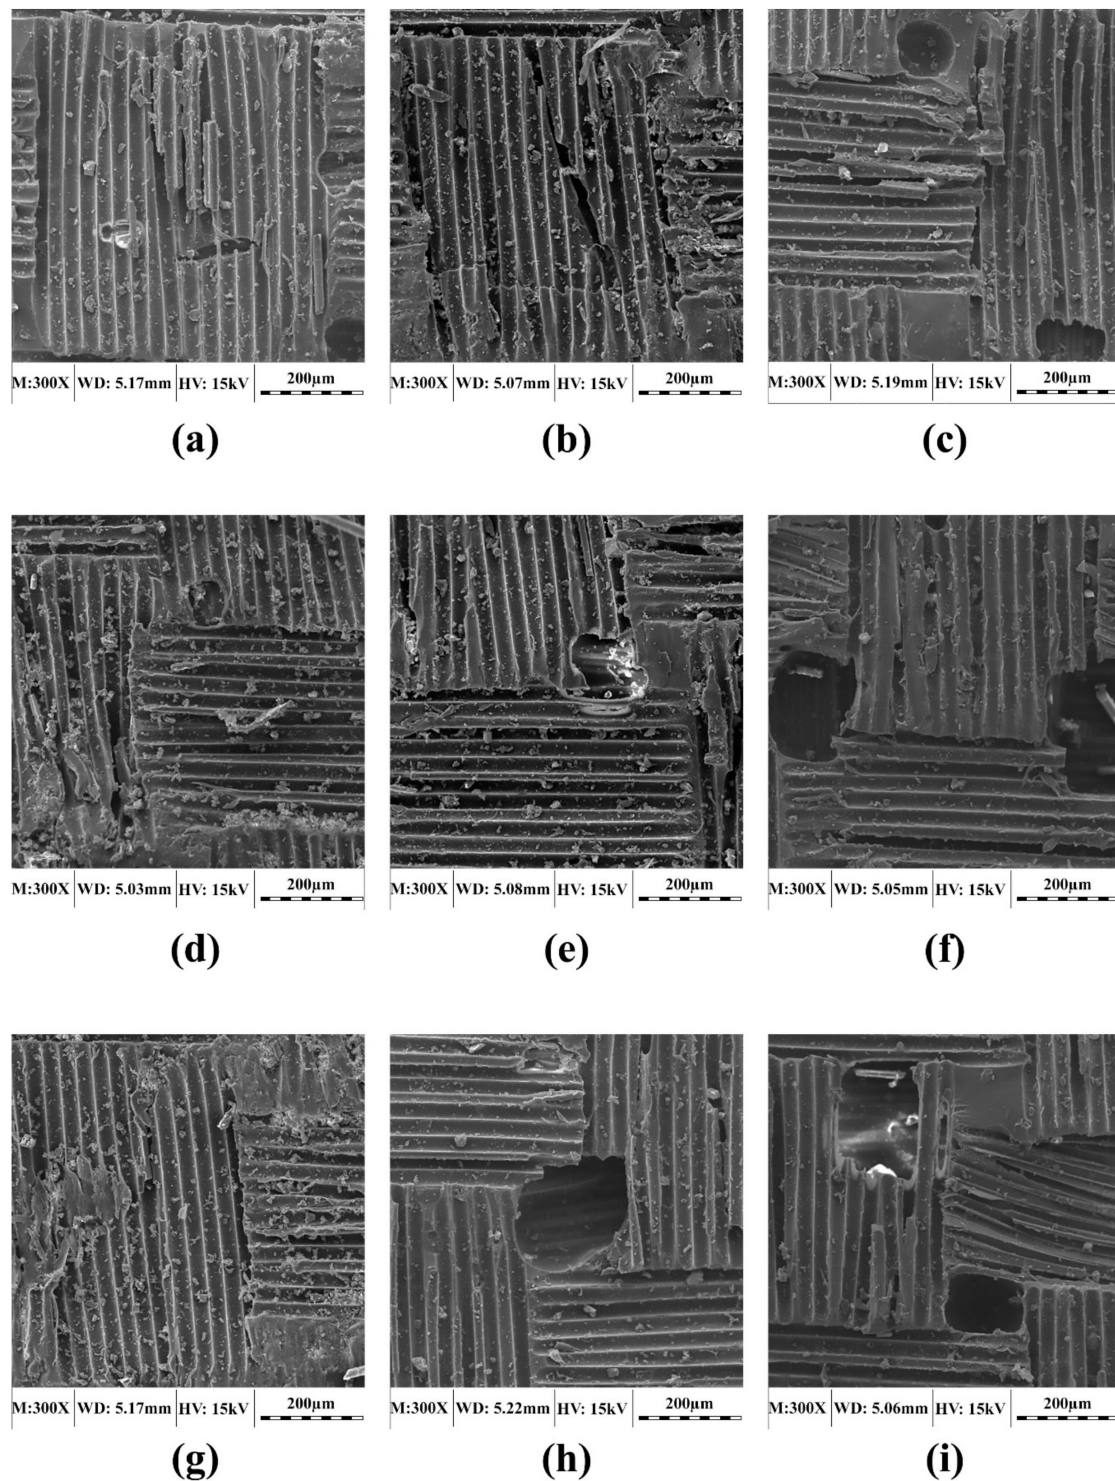 M:300X WD: 5.17mm HV: 15kV 200µm
M:300X WD: 5.07mm HV: 15kV 200µm
M:300X WD: 5.19mm HV: 15kV 200µm
(a)
(b)
(c)
M:300X WD: 5.03mm HV: 15kV 200µm
M:300X WD: 5.08mm HV: 15kV 200µm
M:300X WD: 5.05mm HV: 15kV 200µm
(d)
(e)
(f)
M:300X WD: 5.17mm HV: 15kV 200µm
M:300X WD: 5.22mm HV: 15kV 200µm
M:300X WD: 5.06mm HV: 15kV 200µm
(g)
(h)
(i)